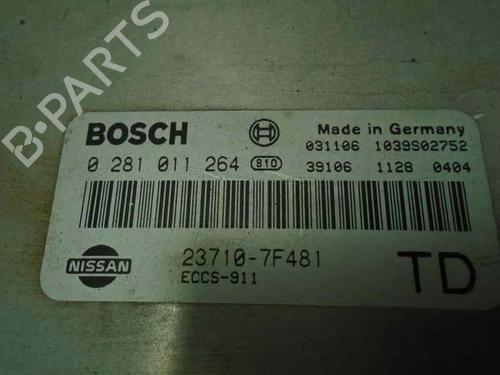 B-PARTS
BOSCH Made in Germany
031106 1039S02752
0 281 011 264 810 39106 1128 0404
NISSAN 23710-7F481 TD
ECCS-911